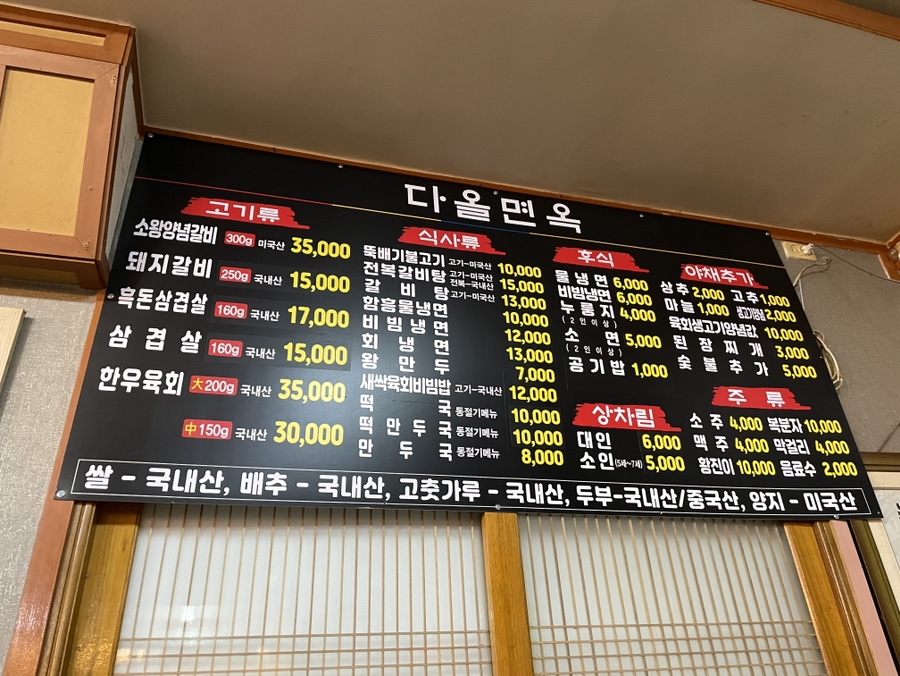 다올면옥
고기류
소왕양념갈비 300g 미국산 35,000
돼지갈비 250g 국내산 15,000
흑돈삼겹살 160g 국내산 17,000
삼겹살 160g 국내산 15,000
한우육회 大200g 국내산 35,000
中150g 국내산 30,000
식사류
뚝배기불고기 고기-미국산 10,000
전복갈비탕 고기-미국산 전복-국내산 15,000
갈비탕 고기-미국산 13,000
함흥물냉면 10,000
비빔냉면 12,000
회냉면 13,000
왕만두 7,000
새싹육회비빔밥 고기-국내산 12,000
떡국 동절기메뉴 10,000
떡만두국 동절기메뉴 10,000
만두국 동절기메뉴 8,000
후식
물냉면 6,000
비빔냉면 6,000
누룽지 4,000
(2인이상)
소면 5,000
(2인이상)
공기밥 1,000
상차림
대인 6,000
소인(5세~7세) 5,000
야채추가
상추 2,000 고추 1,000
마늘 1,000 2,000
육회생고기양념값 10,000
된장찌개 3,000
숯불추가 5,000
주류
소주 4,000 복분자 10,000
맥주 4,000 막걸리 4,000
황진이 10,000 음료수 2,000
쌀 - 국내산, 배추 - 국내산, 고춧가루 - 국내산, 두부-국내산/중국산, 양지 - 미국산